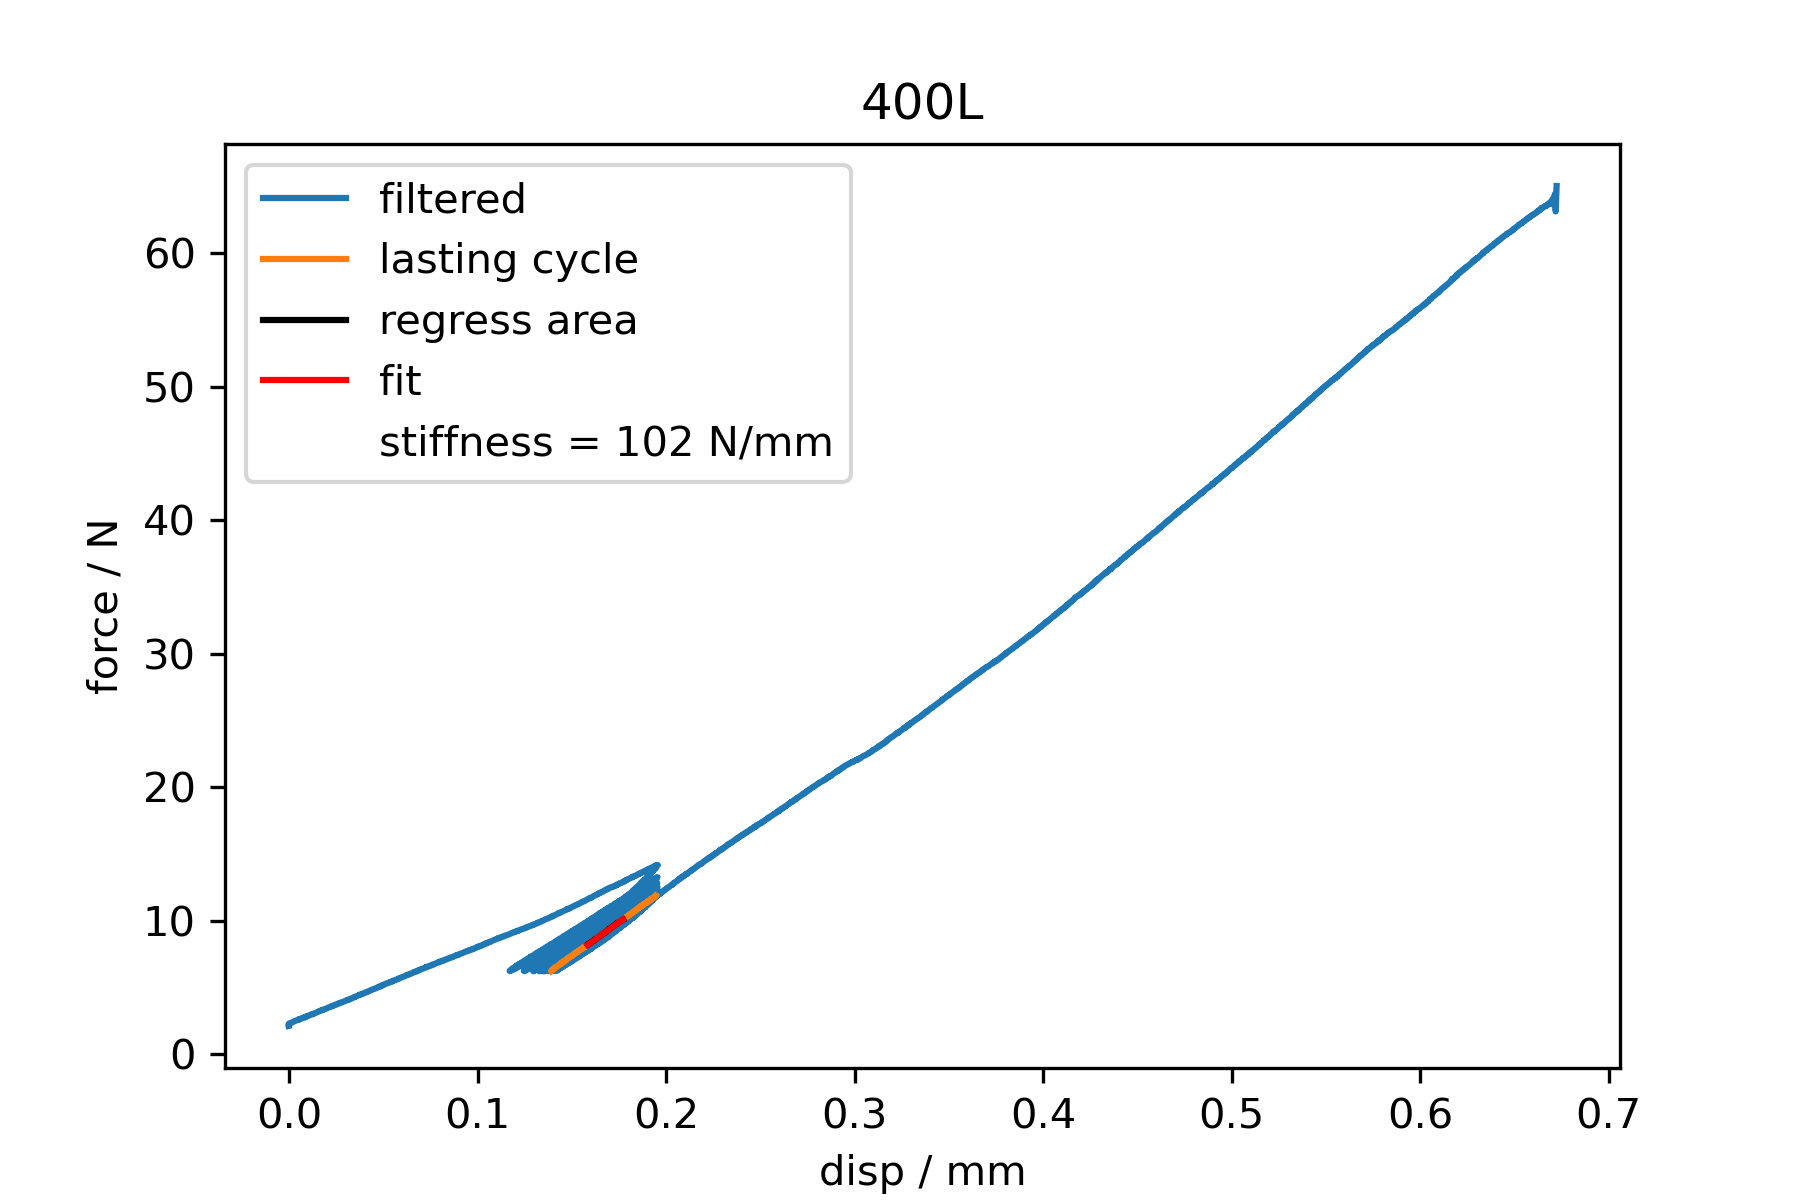 400L
filtered
lasting cycle
regress area
fit
stiffness = 102 N/mm
force / N
60
50
40
30
20
10
0
0.0 0.1 0.2 0.3 0.4 0.5 0.6 0.7
disp / mm